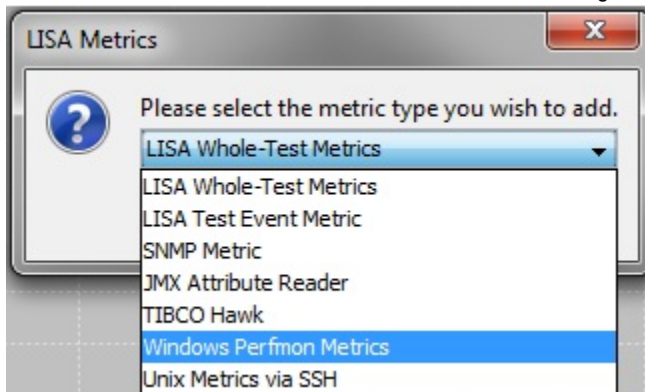 LISA Metrics
Please select the metric type you wish to add.
LISA Whole-Test Metrics
LISA Whole-Test Metrics
LISA Test Event Metric
SNMP Metric
JMX Attribute Reader
TIBCO Hawk
Windows Perfmon Metrics
Unix Metrics via SSH